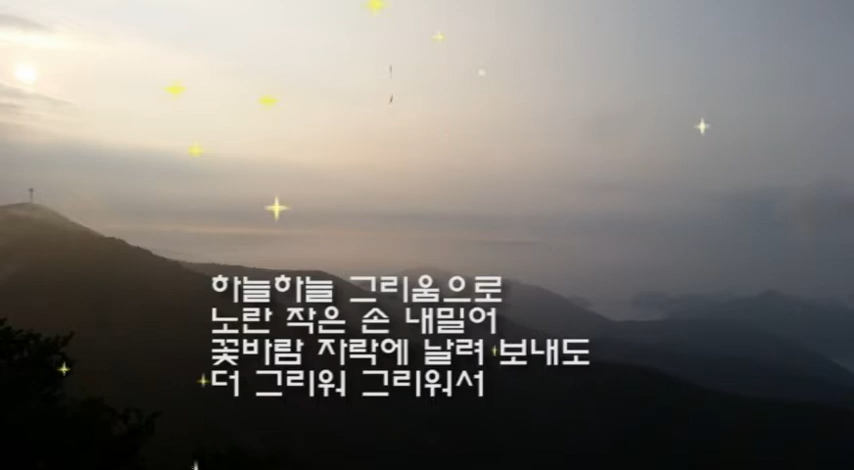 하늘하늘 그리움으로
노란 작은 손 내밀어
꽃바람 자락에 날려 보내도
더 그리워 그리워서